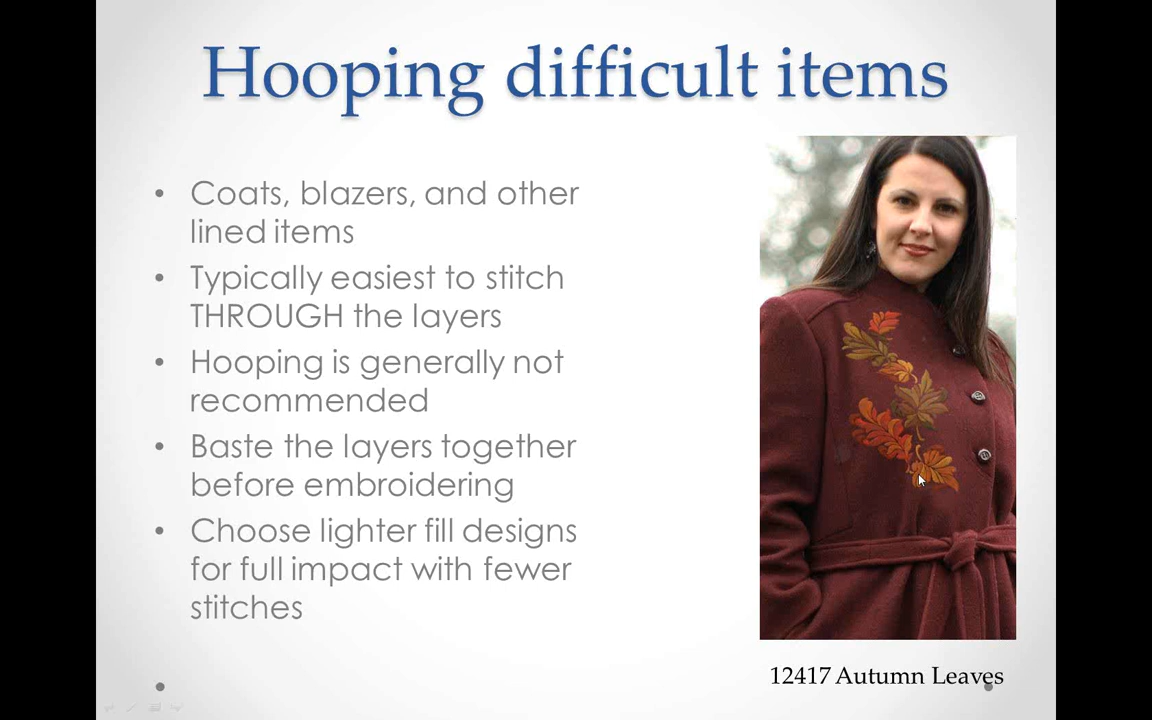 Hooping difficult items
• Coats, blazers, and other
lined items
• Typically easiest to stitch
THROUGH the layers
• Hooping is generally not
recommended
• Baste the layers together
before embroidering
• Choose lighter fill designs
for full impact with fewer
stitches
12417 Autumn Leaves